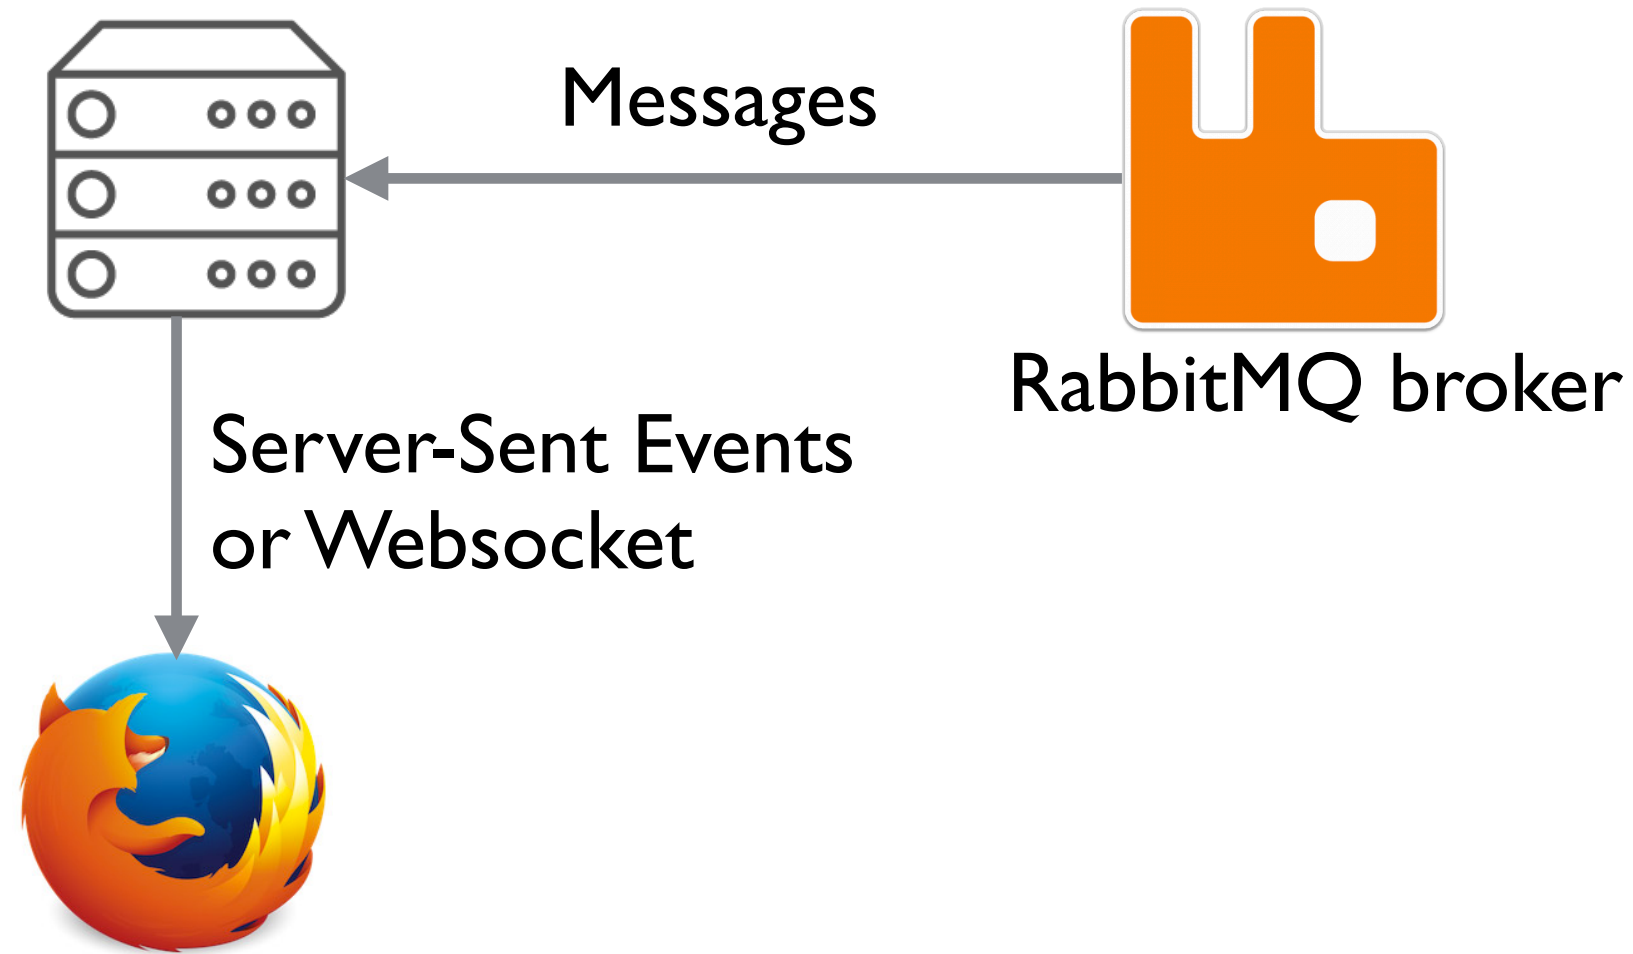 Messages
RabbitMQ broker
Server-Sent Events
or Websocket